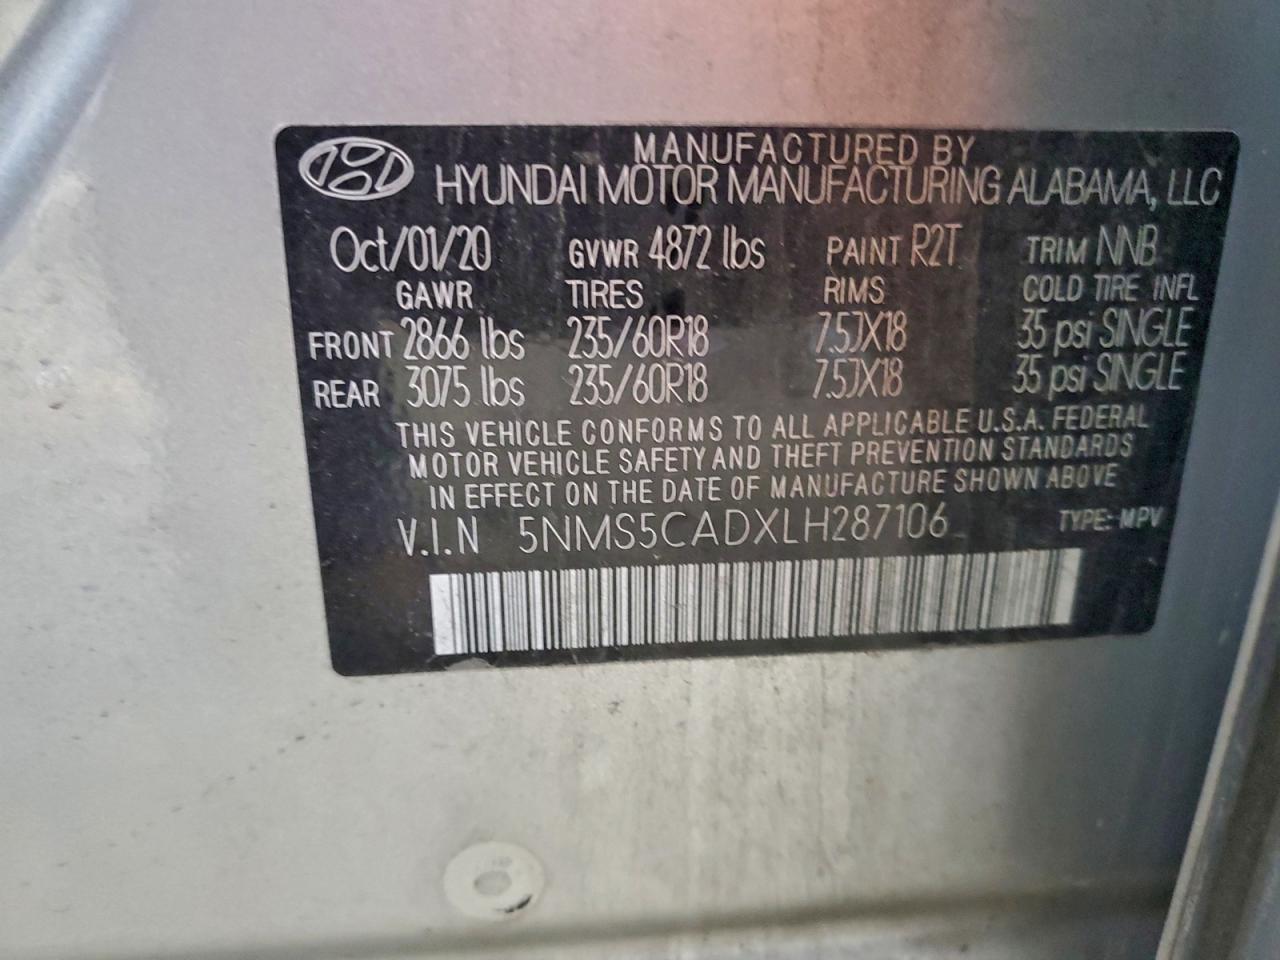 MANUFACTURED BY
HYUNDAI MOTOR MANUFACTURING ALABAMA, LLC
Oct/01/20 GVWR 4872 lbs PAINT R2T TRIM NNB
GAWR TIRES RIMS COLD TIRE INFL
FRONT 2866 lbs 235/60R18 7.5JX18 35 psi SINGLE
REAR 3075 lbs 235/60R18 7.5JX18 35 psi SINGLE
THIS VEHICLE CONFORMS TO ALL APPLICABLE U.S.A. FEDERAL
MOTOR VEHICLE SAFETY AND THEFT PREVENTION STANDARDS
IN EFFECT ON THE DATE OF MANUFACTURE SHOWN ABOVE
V.I.N 5NMS5CADXLH287106 TYPE: MPV